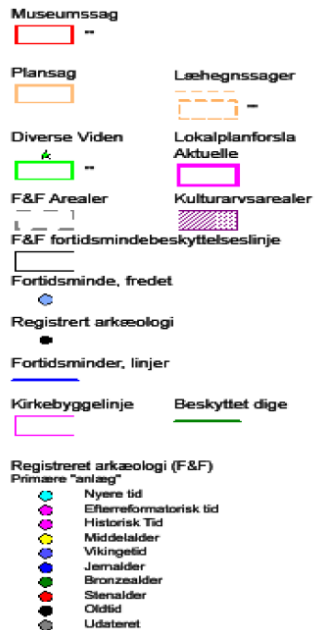 Museumssag
Plansag
Læhegnssager
Diverse Viden
Lokalplanforsla
Aktuelle
F&F Arealer
Kulturarvsarealer
F&F fortidsmindebeskyttelseslinje
Fortidsminde, fredet
Registrert arkæologi
Fortidsminder, linjer
Kirkebyggelinje
Beskyttet dige
Registreret arkæologi (F&F)
Primære "anlæg"
Nyere tid
Efterreformatorisk tid
Historisk Tid
Middelalder
Vikingetid
Jernalder
Bronzealder
Stenalder
Oldtid
Udateret